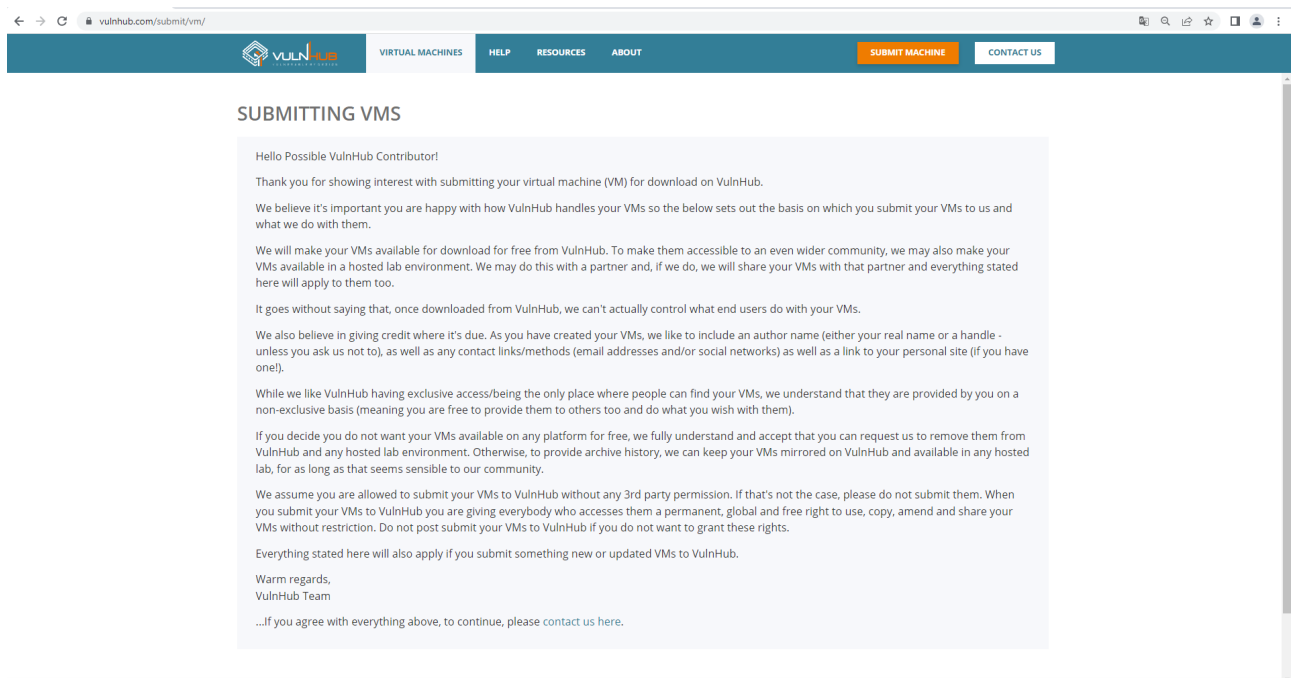 vulnhub.com/submit/vm/
VULNHUB
VIRTUAL MACHINES
HELP
RESOURCES
ABOUT
SUBMIT MACHINE
CONTACT US
SUBMITTING VMS
Hello Possible VulnHub Contributor!
Thank you for showing interest with submitting your virtual machine (VM) for download on VulnHub.
We believe it's important you are happy with how VulnHub handles your VMs so the below sets out the basis on which you submit your VMs to us and
what we do with them.
We will make your VMs available for download for free from VulnHub. To make them accessible to an even wider community, we may also make your
VMs available in a hosted lab environment. We may do this with a partner and, if we do, we will share your VMs with that partner and everything stated
here will apply to them too.
It goes without saying that, once downloaded from VulnHub, we can't actually control what end users do with your VMs.
We also believe in giving credit where it's due. As you have created your VMs, we like to include an author name (either your real name or a handle -
unless you ask us not to), as well as any contact links/methods (email addresses and/or social networks) as well as a link to your personal site (if you have
one!).
While we like VulnHub having exclusive access/being the only place where people can find your VMs, we understand that they are provided by you on a
non-exclusive basis (meaning you are free to provide them to others too and do what you wish with them).
If you decide you do not want your VMs available on any platform for free, we fully understand and accept that you can request us to remove them from
VulnHub and any hosted lab environment. Otherwise, to provide archive history, we can keep your VMs mirrored on VulnHub and available in any hosted
lab, for as long as that seems sensible to our community.
We assume you are allowed to submit your VMs to VulnHub without any 3rd party permission. If that's not the case, please do not submit them. When
you submit your VMs to VulnHub you are giving everybody who accesses them a permanent, global and free right to use, copy, amend and share your
VMs without restriction. Do not post submit your VMs to VulnHub if you do not want to grant these rights.
Everything stated here will also apply if you submit something new or updated VMs to VulnHub.
Warm regards,
VulnHub Team
...If you agree with everything above, to continue, please contact us here.